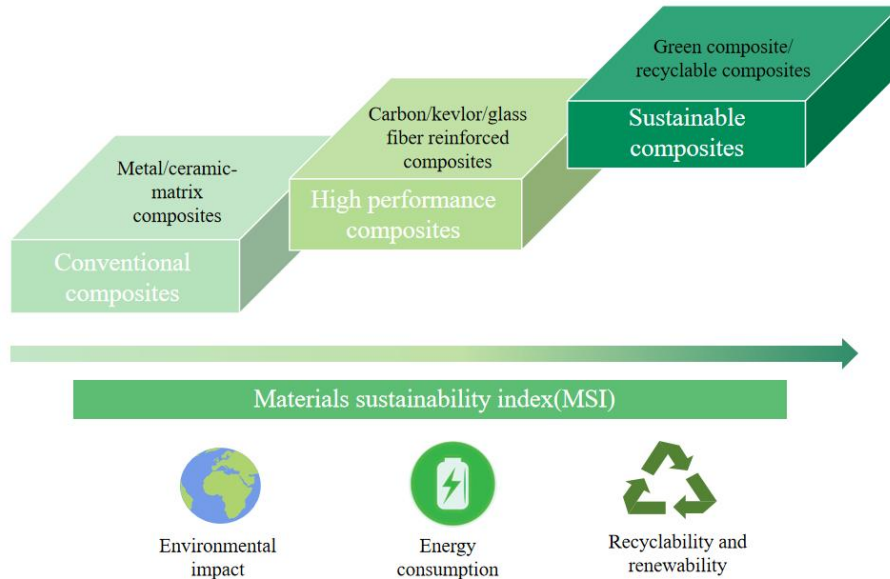 Green composite/
recyclable composites
Sustainable
composites
Carbon/kevlor/glass
fiber reinforced
composites
High performance
composites
Metal/ceramic-
matrix
composites
Conventional
composites
Materials sustainability index(MSI)
Environmental
impact
Energy
consumption
Recyclability and
renewability